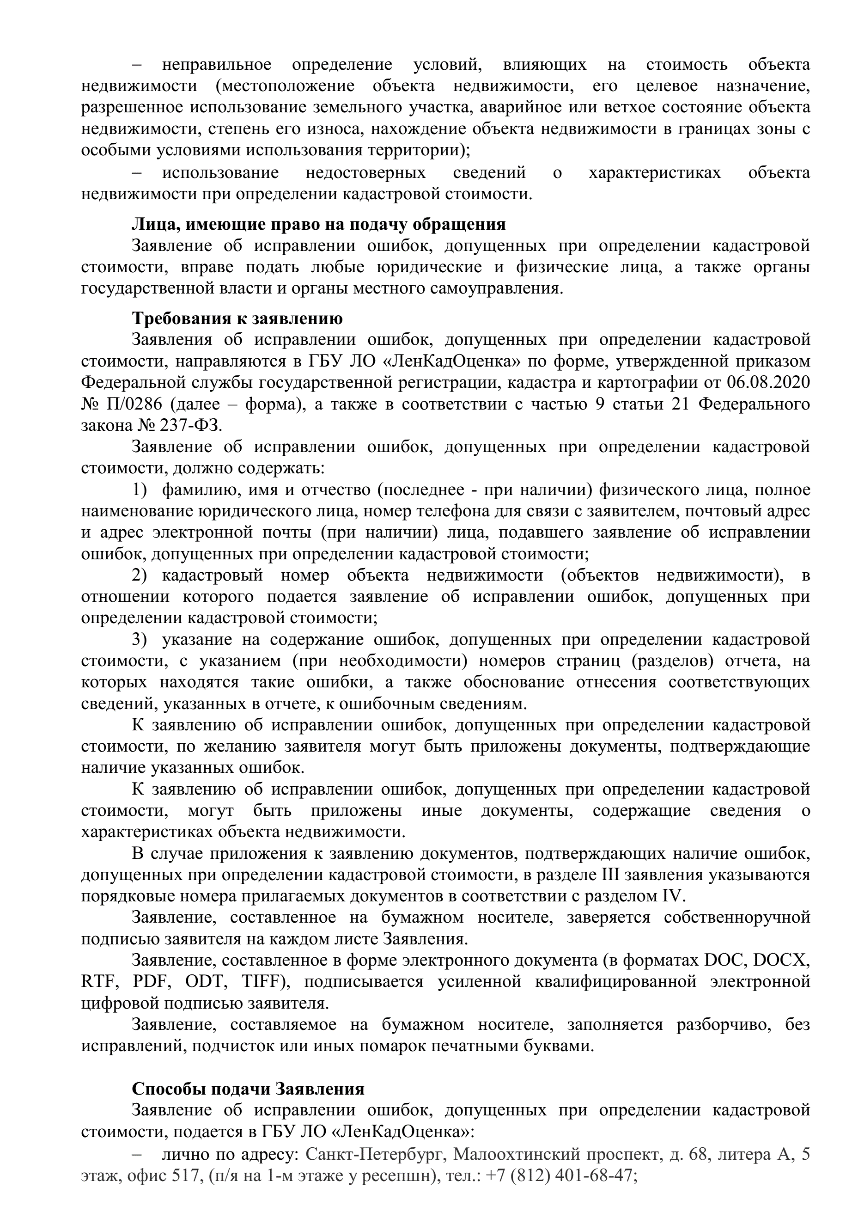 – неправильное определение условий, влияющих на стоимость объекта
недвижимости (местоположение объекта недвижимости, его целевое назначение,
разрешенное использование земельного участка, аварийное или ветхое состояние объекта
недвижимости, степень его износа, нахождение объекта недвижимости в границах зоны с
особыми условиями использования территории);
– использование недостоверных сведений о характеристиках объекта
недвижимости при определении кадастровой стоимости.
Лица, имеющие право на подачу обращения
Заявление об исправлении ошибок, допущенных при определении кадастровой
стоимости, вправе подать любые юридические и физические лица, а также органы
государственной власти и органы местного самоуправления.
Требования к заявлению
Заявления об исправлении ошибок, допущенных при определении кадастровой
стоимости, направляются в ГБУ ЛО «ЛенКадОценка» по форме, утвержденной приказом
Федеральной службы государственной регистрации, кадастра и картографии от 06.08.2020
№ П/0286 (далее – форма), а также в соответствии с частью 9 статьи 21 Федерального
закона № 237-ФЗ.
Заявление об исправлении ошибок, допущенных при определении кадастровой
стоимости, должно содержать:
1) фамилию, имя и отчество (последнее - при наличии) физического лица, полное
наименование юридического лица, номер телефона для связи с заявителем, почтовый адрес
и адрес электронной почты (при наличии) лица, подавшего заявление об исправлении
ошибок, допущенных при определении кадастровой стоимости;
2) кадастровый номер объекта недвижимости (объектов недвижимости), в
отношении которого подается заявление об исправлении ошибок, допущенных при
определении кадастровой стоимости;
3) указание на содержание ошибок, допущенных при определении кадастровой
стоимости, с указанием (при необходимости) номеров страниц (разделов) отчета, на
которых находятся такие ошибки, а также обоснование отнесения соответствующих
сведений, указанных в отчете, к ошибочным сведениям.
К заявлению об исправлении ошибок, допущенных при определении кадастровой
стоимости, по желанию заявителя могут быть приложены документы, подтверждающие
наличие указанных ошибок.
К заявлению об исправлении ошибок, допущенных при определении кадастровой
стоимости, могут быть приложены иные документы, содержащие сведения о
характеристиках объекта недвижимости.
В случае приложения к заявлению документов, подтверждающих наличие ошибок,
допущенных при определении кадастровой стоимости, в разделе III заявления указываются
порядковые номера прилагаемых документов в соответствии с разделом IV.
Заявление, составленное на бумажном носителе, заверяется собственноручной
подписью заявителя на каждом листе Заявления.
Заявление, составленное в форме электронного документа (в форматах DOC, DOCX,
RTF, PDF, ODT, TIFF), подписывается усиленной квалифицированной электронной
цифровой подписью заявителя.
Заявление, составляемое на бумажном носителе, заполняется разборчиво, без
исправлений, подчисток или иных помарок печатными буквами.
Способы подачи Заявления
Заявление об исправлении ошибок, допущенных при определении кадастровой
стоимости, подается в ГБУ ЛО «ЛенКадОценка»:
– лично по адресу: Санкт-Петербург, Малоохтинский проспект, д. 68, литера А, 5
этаж, офис 517, (п/я на 1-м этаже у ресепшн), тел.: +7 (812) 401-68-47;